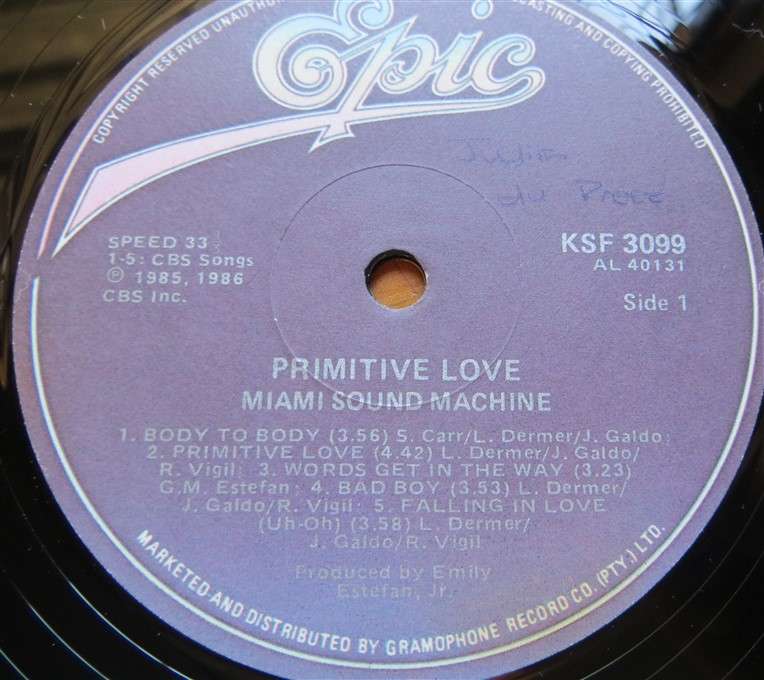 COPYRIGHT RESERVED
CASTING AND COPYING PROHIBITED
Epic
du Preez
SPEED 33⅓
1-5: CBS Songs
℗ 1985, 1986
CBS Inc.
KSF 3099
AL 40131
Side 1
PRIMITIVE LOVE
MIAMI SOUND MACHINE
1. BODY TO BODY (3.56) S. Carr/L. Dermer/J. Galdo;
2. PRIMITIVE LOVE (4.42) L. Dermer/J. Galdo/
R. Vigil; 3. WORDS GET IN THE WAY (3.23)
G.M. Estefan; 4. BAD BOY (3.53) L. Dermer/
J. Galdo/R. Vigil; 5. FALLING IN LOVE
(Uh-Oh) (3.58) L. Dermer/
J. Galdo/R. Vigil
Produced by Emily
Estefan, Jr.
MARKETED AND DISTRIBUTED BY GRAMOPHONE RECORD CO. (PTY.) LTD.